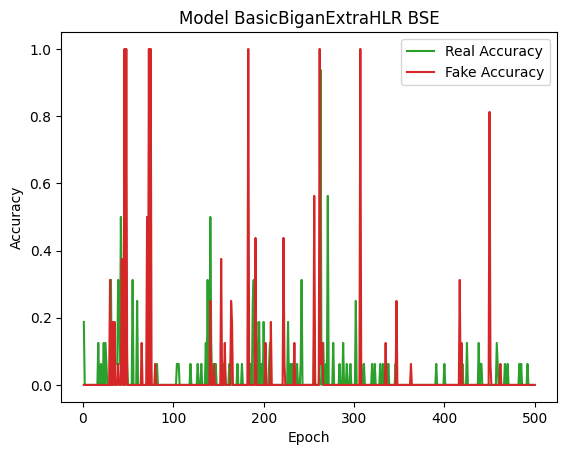 Model BasicBiganExtraHLR BSE
Real Accuracy
Fake Accuracy
Accuracy
1.0
0.8
0.6
0.4
0.2
0.0
0 100 200 300 400 500
Epoch